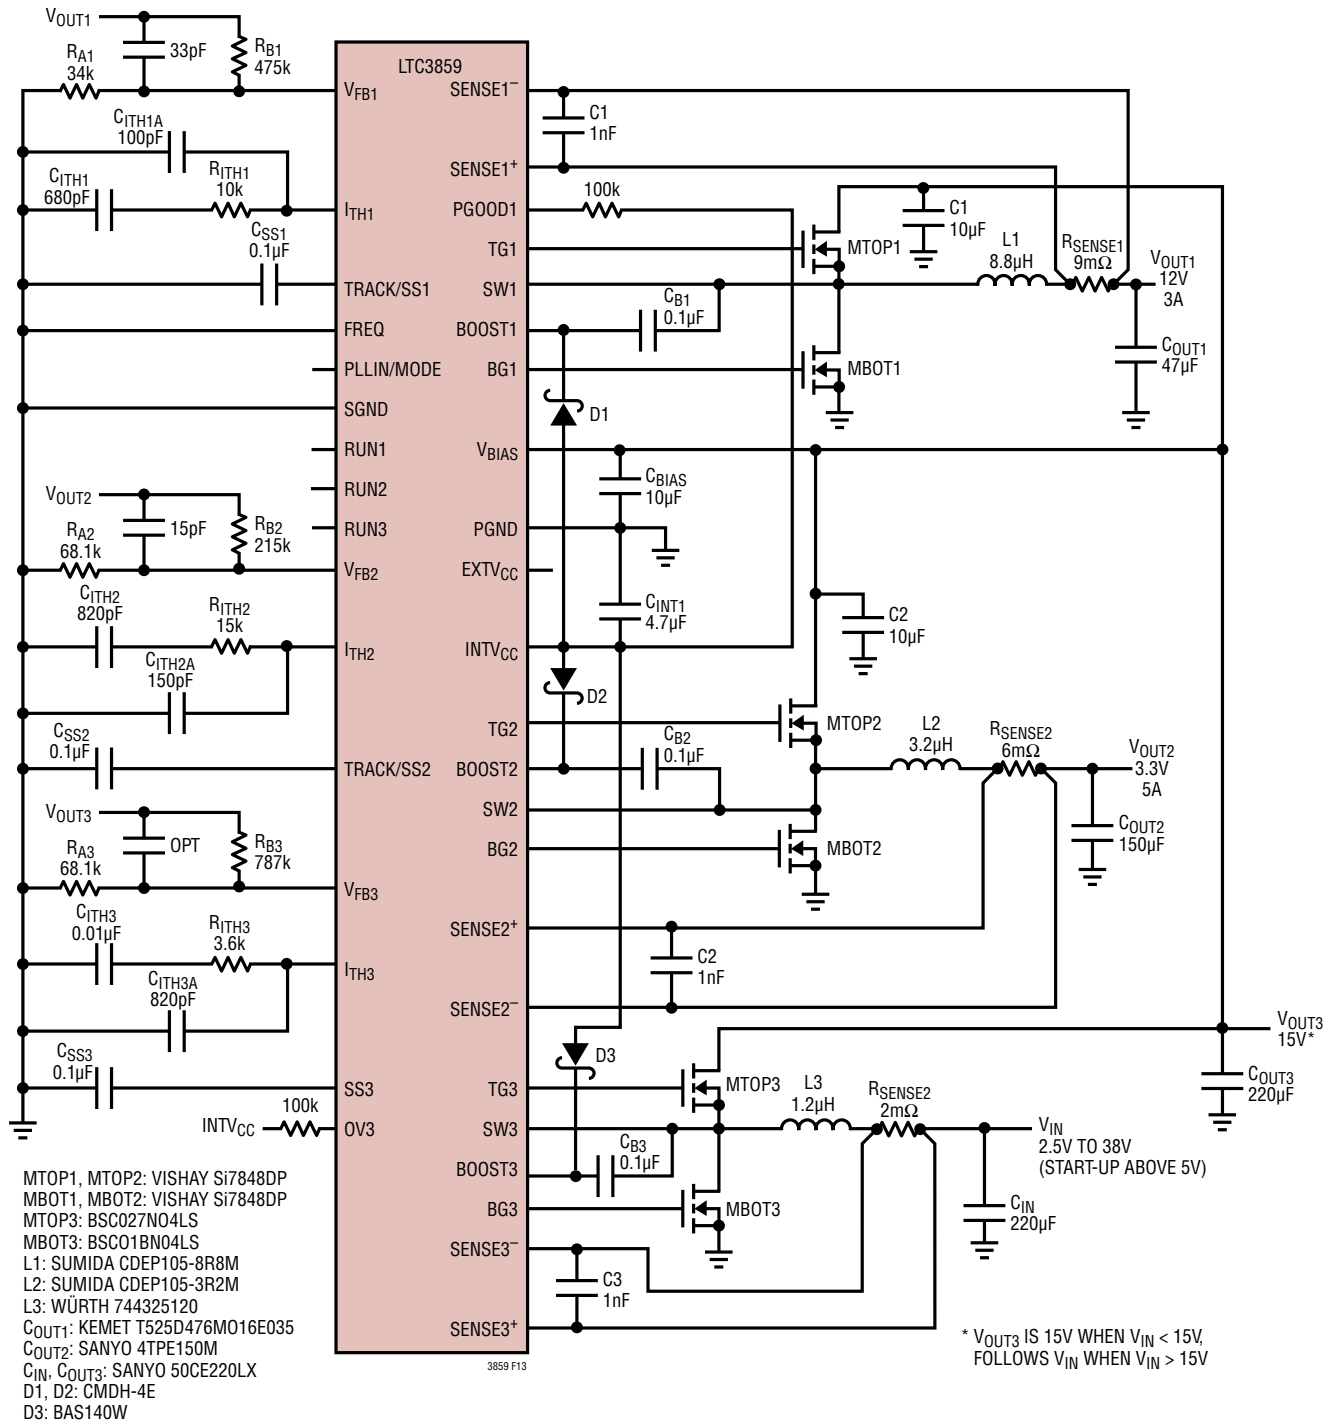 VOUT1
RA1
34k
33pF
RB1
475k
CITH1A
100pF
CITH1
680pF
RITH1
10k
CSS1
0.1µF
VOUT2
RA2
68.1k
15pF
RB2
215k
CITH2
820pF
RITH2
15k
CITH2A
150pF
CSS2
0.1µF
VOUT3
RA3
68.1k
OPT
RB3
787k
CITH3
0.01µF
RITH3
3.6k
CITH3A
820pF
CSS3
0.1µF
INTVCC
100k
LTC3859
VFB1
ITH1
TRACK/SS1
FREQ
PLLIN/MODE
SGND
RUN1
RUN2
RUN3
VFB2
ITH2
TRACK/SS2
VFB3
ITH3
SS3
OV3
SENSE1–
SENSE1+
PGOOD1
TG1
SW1
BOOST1
BG1
VBIAS
PGND
EXTVCC
INTVCC
TG2
BOOST2
SW2
BG2
SENSE2+
SENSE2–
TG3
SW3
BOOST3
BG3
SENSE3–
SENSE3+
C1
1nF
100k
MTOP1
C1
10µF
L1
8.8µH
RSENSE1
9mΩ
VOUT1
12V
3A
CB1
0.1µF
MBOT1
COUT1
47µF
D1
CBIAS
10µF
CINT1
4.7µF
C2
10µF
D2
MTOP2
L2
3.2µH
RSENSE2
6mΩ
VOUT2
3.3V
5A
CB2
0.1µF
MBOT2
COUT2
150µF
C2
1nF
VOUT3
15V*
D3
MTOP3
L3
1.2µH
RSENSE2
2mΩ
COUT3
220µF
VIN
2.5V TO 38V
(START-UP ABOVE 5V)
CB3
0.1µF
MBOT3
CIN
220µF
C3
1nF
MTOP1, MTOP2: VISHAY Si7848DP
MBOT1, MBOT2: VISHAY Si7848DP
MTOP3: BSC027NO4LS
MBOT3: BSCO1BN04LS
L1: SUMIDA CDEP105-8R8M
L2: SUMIDA CDEP105-3R2M
L3: WÜRTH 744325120
COUT1: KEMET T525D476MO16E035
COUT2: SANYO 4TPE150M
CIN, COUT3: SANYO 50CE220LX
D1, D2: CMDH-4E
D3: BAS140W
3859 F13
* VOUT3 IS 15V WHEN VIN < 15V,
FOLLOWS VIN WHEN VIN > 15V